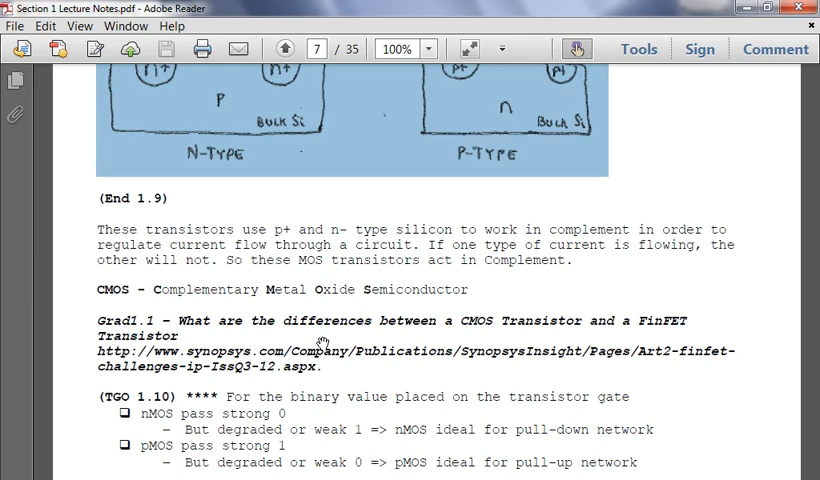 Section 1 Lecture Notes.pdf - Adobe Reader
File Edit View Window Help
7 / 35 100% Tools Sign Comment
n+ n+ p+ p+
P n
BULK Si BULK Si
N-TYPE P-TYPE
(End 1.9)
These transistors use p+ and n- type silicon to work in complement in order to
regulate current flow through a circuit. If one type of current is flowing, the
other will not. So these MOS transistors act in Complement.
CMOS - Complementary Metal Oxide Semiconductor
Grad1.1 – What are the differences between a CMOS Transistor and a FinFET
Transistor
http://www.synopsys.com/Company/Publications/SynopsysInsight/Pages/Art2-finfet-
challenges-ip-IssQ3-12.aspx.
(TGO 1.10) **** For the binary value placed on the transistor gate
❑ nMOS pass strong 0
– But degraded or weak 1 => nMOS ideal for pull-down network
❑ pMOS pass strong 1
– But degraded or weak 0 => pMOS ideal for pull-up network